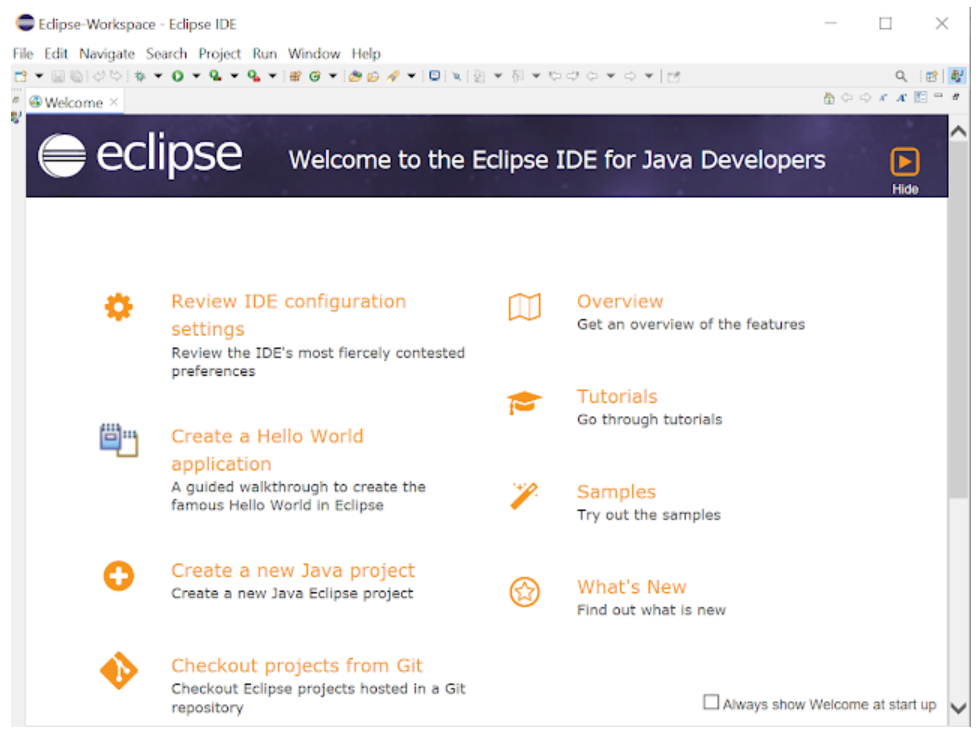 Eclipse-Workspace - Eclipse IDE
File Edit Navigate Search Project Run Window Help
Welcome
eclipse Welcome to the Eclipse IDE for Java Developers
Hide
Review IDE configuration
settings
Review the IDE's most fiercely contested
preferences
Create a Hello World
application
A guided walkthrough to create the
famous Hello World in Eclipse
Create a new Java project
Create a new Java Eclipse project
Checkout projects from Git
Checkout Eclipse projects hosted in a Git
repository
Overview
Get an overview of the features
Tutorials
Go through tutorials
Samples
Try out the samples
What's New
Find out what is new
Always show Welcome at start up